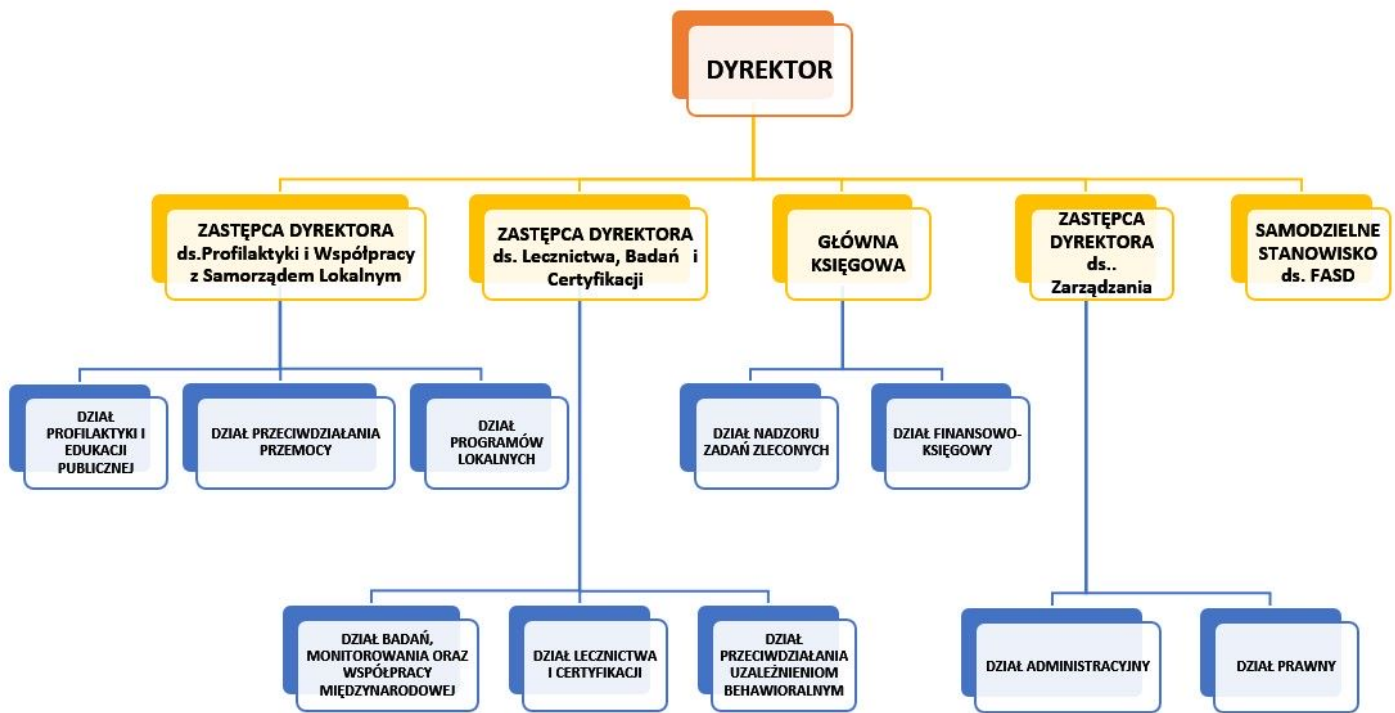 DYREKTOR
ZASTĘPCA DYREKTORA
ds.Profilaktyki i Współpracy
z Samorządem Lokalnym
ZASTĘPCA DYREKTORA
ds. Lecznictwa, Badań i
Certyfikacji
GŁÓWNA
KSIĘGOWA
ZASTĘPCA
DYREKTORA
ds..
Zarządzania
SAMODZIELNE
STANOWISKO
ds. FASD
DZIAŁ
PROFILAKTYKI I
EDUKACJI
PUBLICZNEJ
DZIAŁ PRZECIWDZIAŁANIA
PRZEMOCY
DZIAŁ
PROGRAMÓW
LOKALNYCH
DZIAŁ NADZORU
ZADAŃ ZLECONYCH
DZIAŁ FINANSOWO-
KSIĘGOWY
DZIAŁ BADAŃ,
MONITOROWANIA ORAZ
WSPÓŁPRACY
MIĘDZYNARODOWEJ
DZIAŁ LECZNICTWA
I CERTYFIKACJI
DZIAŁ
PRZECIWDZIAŁANIA
UZALEŻNIENIOM
BEHAWIORALNYM
DZIAŁ ADMINISTRACYJNY
DZIAŁ PRAWNY